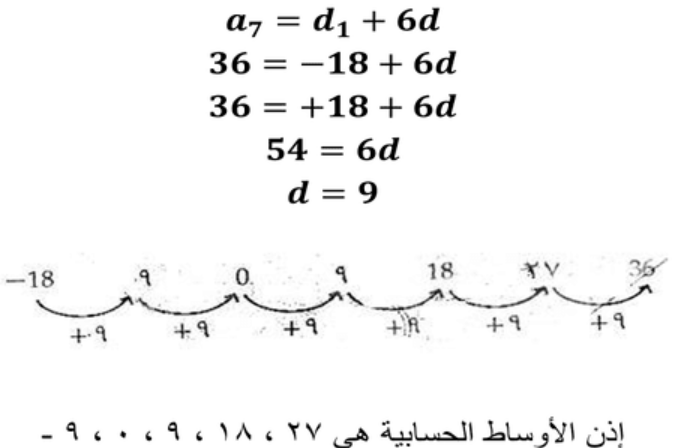 a₇ = d₁ + 6d
36 = −18 + 6d
36 = +18 + 6d
54 = 6d
d = 9
−18 ٩ 0 ٩ 18 ٢٧ 36
+٩ +٩ +٩ +٩ +٩ +٩
إذن الأوساط الحسابية هي ٢٧ ، ١٨ ، ٩ ، ٠ ، ٩ -